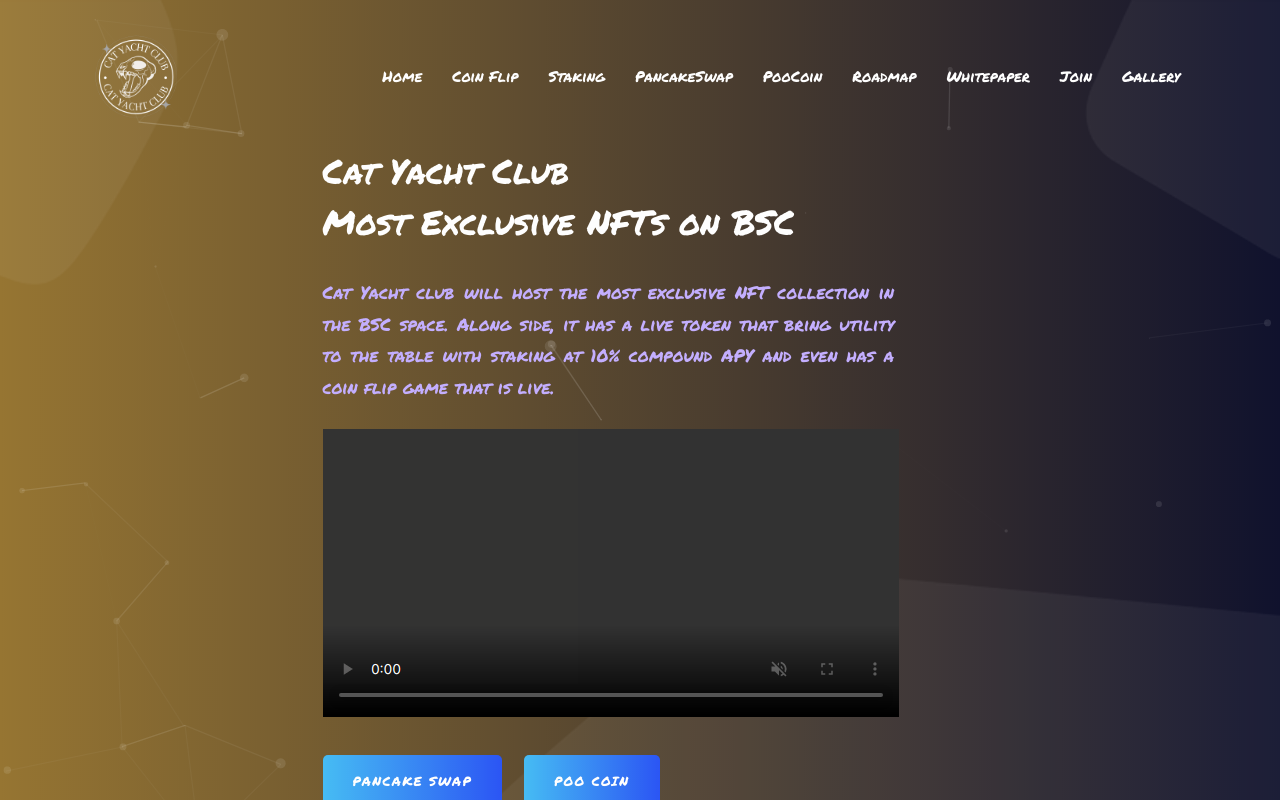 CAT YACHT CLUB
CAT YACHT CLUB
Home Coin Flip Staking PancakeSwap PooCoin Roadmap Whitepaper Join Gallery
Cat Yacht Club
Most Exclusive NFTs on BSC
Cat Yacht club will host the most exclusive NFT collection in
the BSC space. Along side, it has a live token that bring utility
to the table with staking at 10% compound APY and even has a
coin flip game that is live.
0:00
PANCAKE SWAP POO COIN